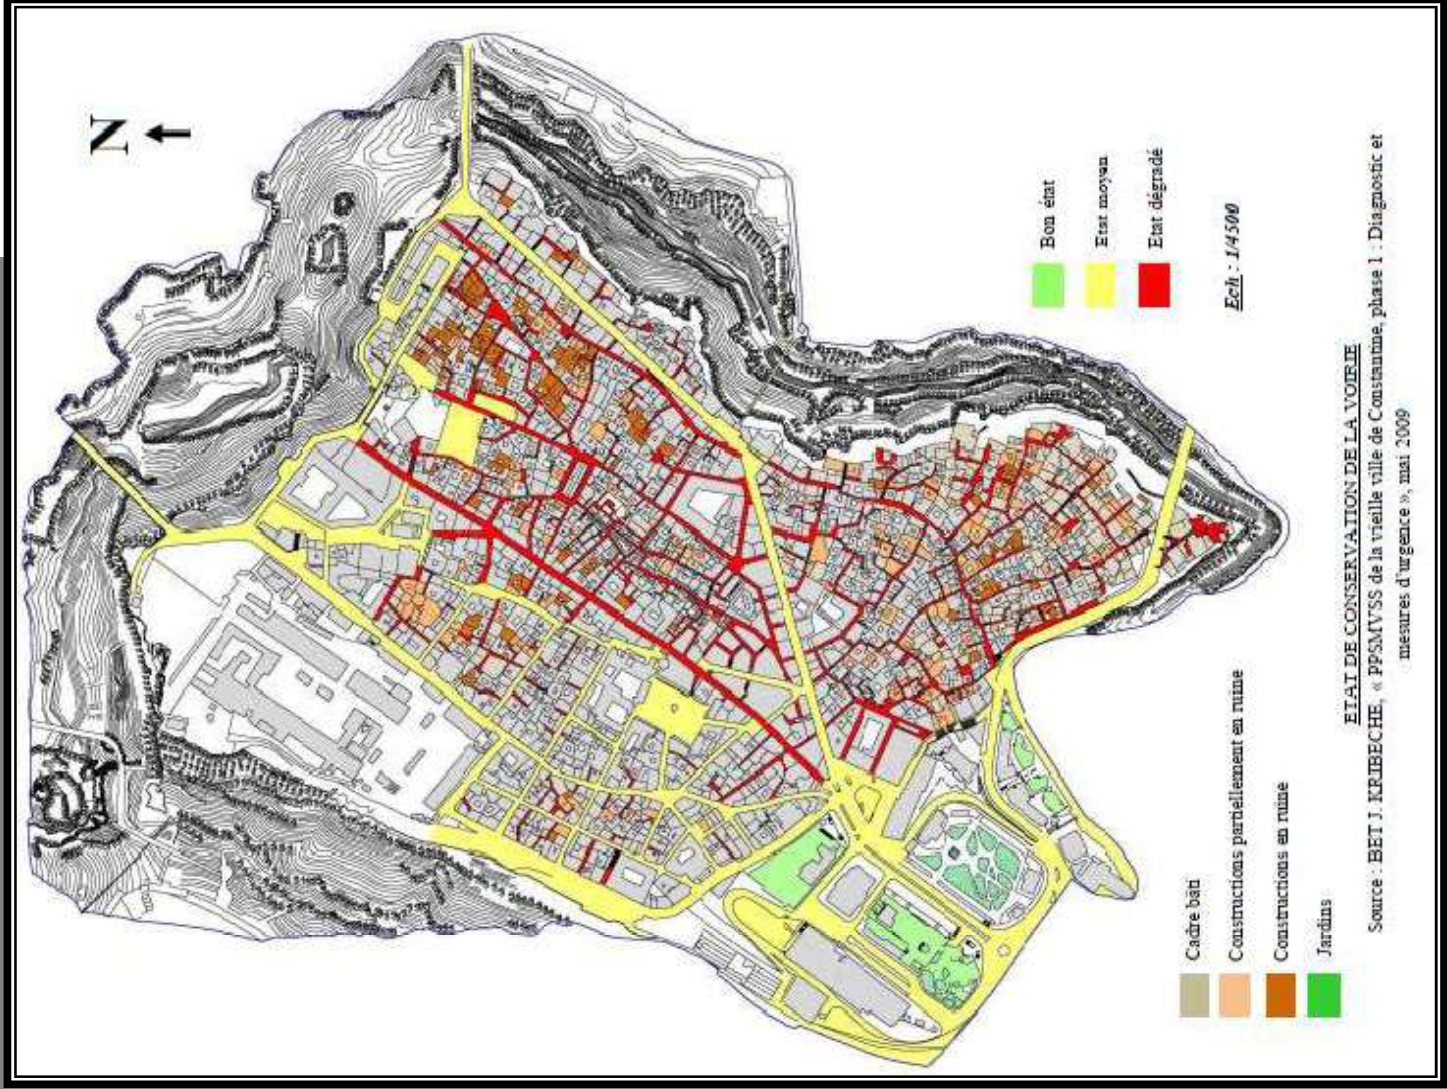 N
Bon état
Etat moyen
Etat dégradé
Ech : 1/4500
Cadre bâti
Constructions partiellement en ruine
Constructions en ruine
Jardins
ETAT DE CONSERVATION DE LA VOIRIE
Source : BET J. KRIBECHE, « PPSMVSS de la vieille ville de Constantine, phase 1 : Diagnostic et
mesures d'urgence », mai 2009